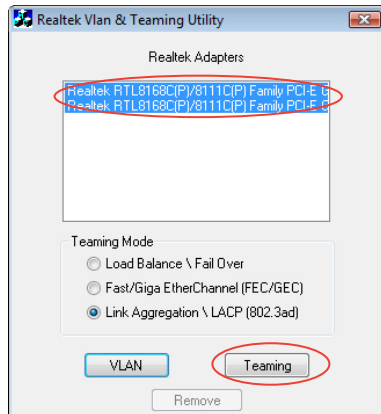 Realtek Vlan & Teaming Utility
Realtek Adapters
Realtek RTL8168C(P)/8111C(P) Family PCI-E G
Realtek RTL8168C(P)/8111C(P) Family PCI-E G
Teaming Mode
Load Balance \ Fail Over
Fast/Giga EtherChannel (FEC/GEC)
Link Aggregation \ LACP (802.3ad)
VLAN
Teaming
Remove